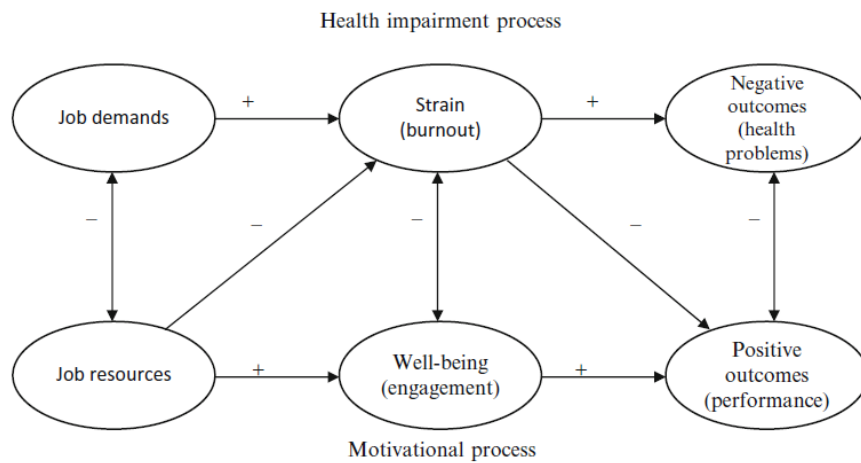 Health impairment process
Job demands
+
Strain
(burnout)
+
Negative
outcomes
(health
problems)
–
–
–
–
–
Job resources
+
Well-being
(engagement)
+
Positive
outcomes
(performance)
Motivational process